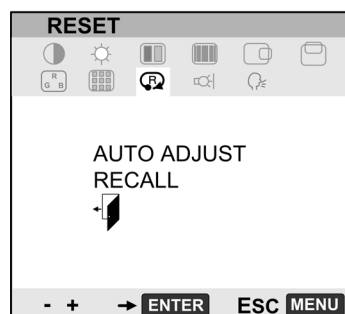 RESET
R
G B
R
AUTO ADJUST
RECALL
- + → ENTER ESC MENU